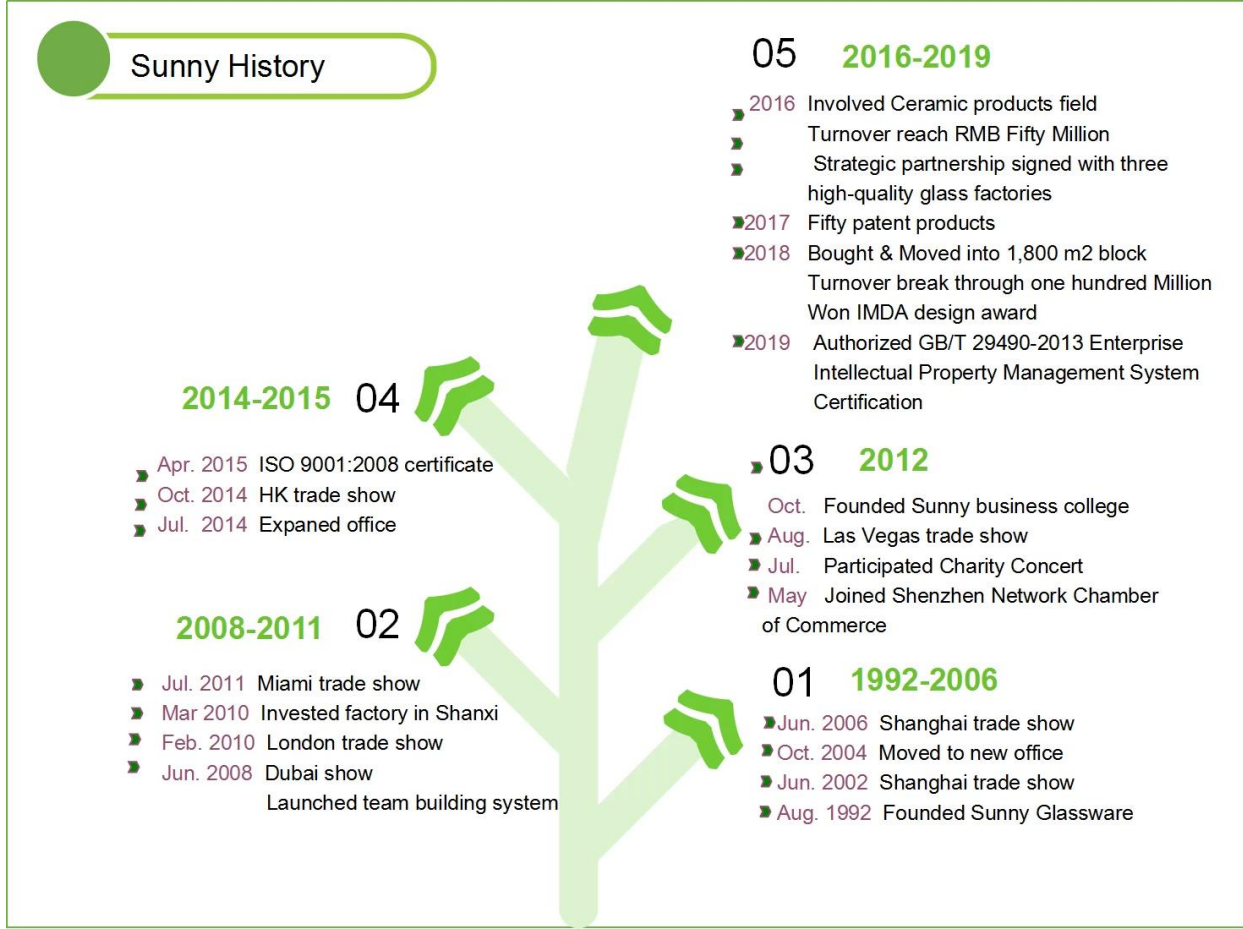 Sunny History
05 2016-2019
2016 Involved Ceramic products field
Turnover reach RMB Fifty Million
Strategic partnership signed with three
high-quality glass factories
2017 Fifty patent products
2018 Bought & Moved into 1,800 m2 block
Turnover break through one hundred Million
Won IMDA design award
2019 Authorized GB/T 29490-2013 Enterprise
Intellectual Property Management System
Certification
2014-2015 04
Apr. 2015 ISO 9001:2008 certificate
Oct. 2014 HK trade show
Jul. 2014 Expaned office
03 2012
Oct. Founded Sunny business college
Aug. Las Vegas trade show
Jul. Participated Charity Concert
May Joined Shenzhen Network Chamber
of Commerce
2008-2011 02
Jul. 2011 Miami trade show
Mar 2010 Invested factory in Shanxi
Feb. 2010 London trade show
Jun. 2008 Dubai show
Launched team building system
01 1992-2006
Jun. 2006 Shanghai trade show
Oct. 2004 Moved to new office
Jun. 2002 Shanghai trade show
Aug. 1992 Founded Sunny Glassware